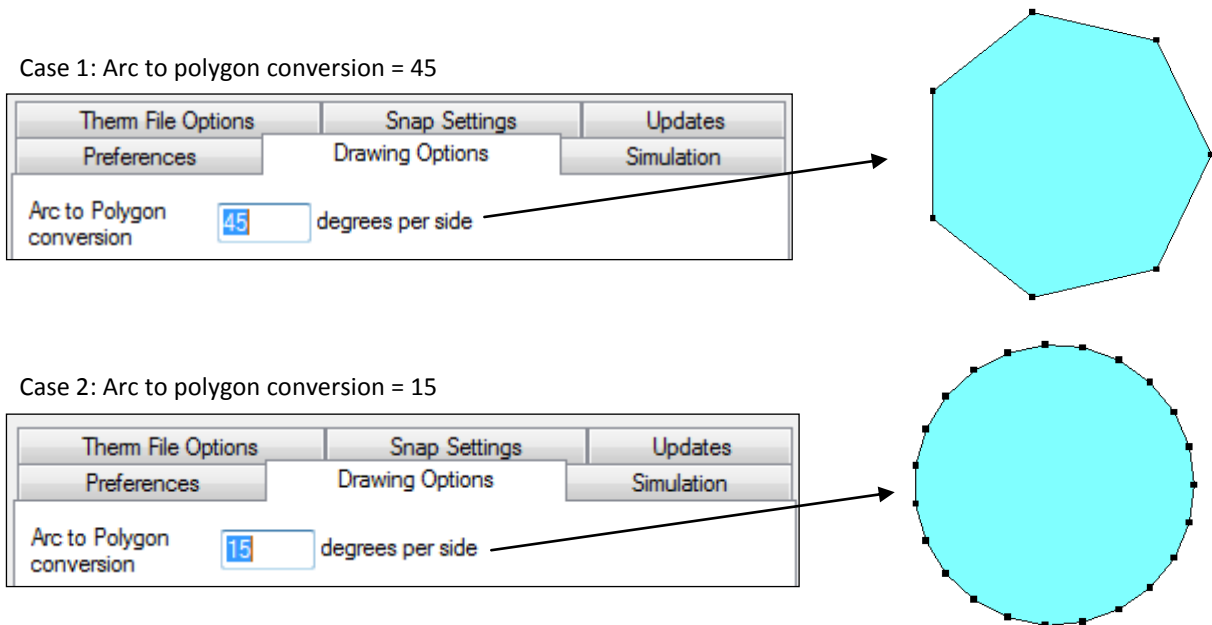 Case 1: Arc to polygon conversion = 45
Therm File Options Snap Settings Updates
Preferences Drawing Options Simulation
Arc to Polygon
conversion
45 degrees per side
Case 2: Arc to polygon conversion = 15
Therm File Options Snap Settings Updates
Preferences Drawing Options Simulation
Arc to Polygon
conversion
15 degrees per side